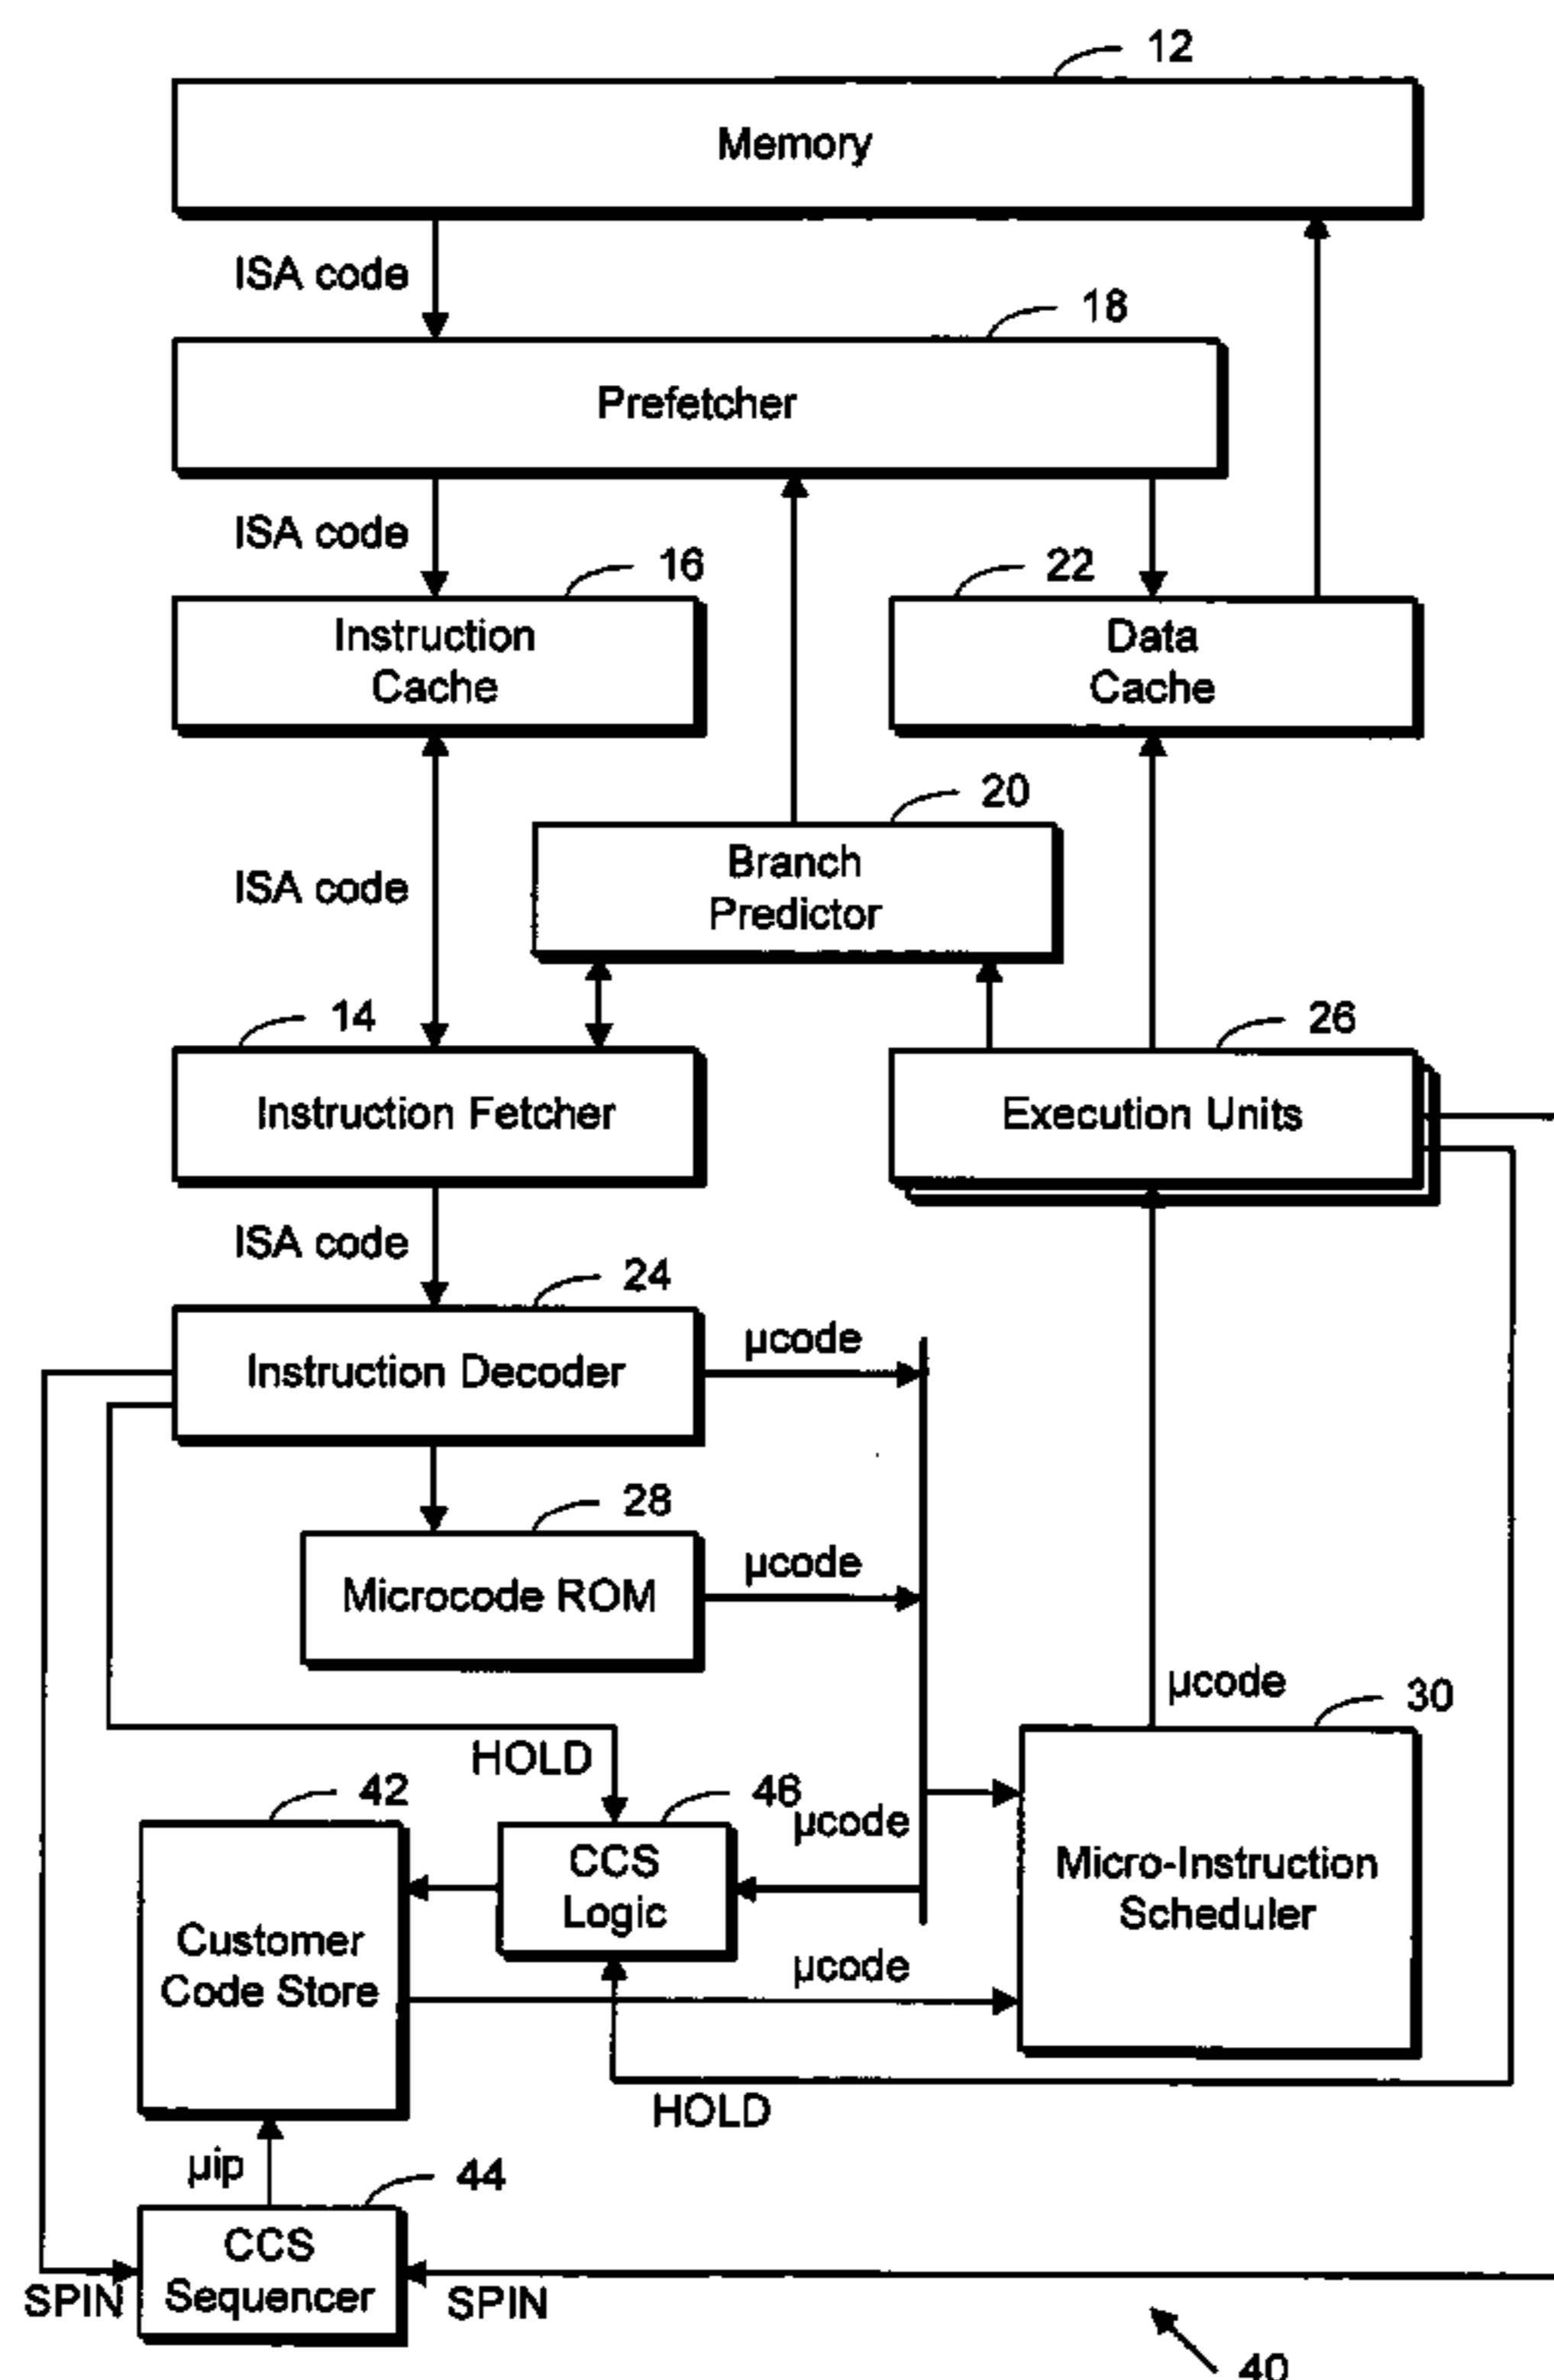 12
Memory
ISA code
18
Prefetcher
ISA code
16
22
Instruction
Cache
Data
Cache
20
Branch
Predictor
ISA code
14
26
Instruction Fetcher
Execution Units
ISA code
24
Instruction Decoder
µcode
28
Microcode ROM
µcode
µcode
30
HOLD
42
46
µcode
CCS
Logic
Micro-Instruction
Scheduler
Customer
Code Store
µcode
HOLD
µip
44
CCS
Sequencer
SPIN
SPIN
40